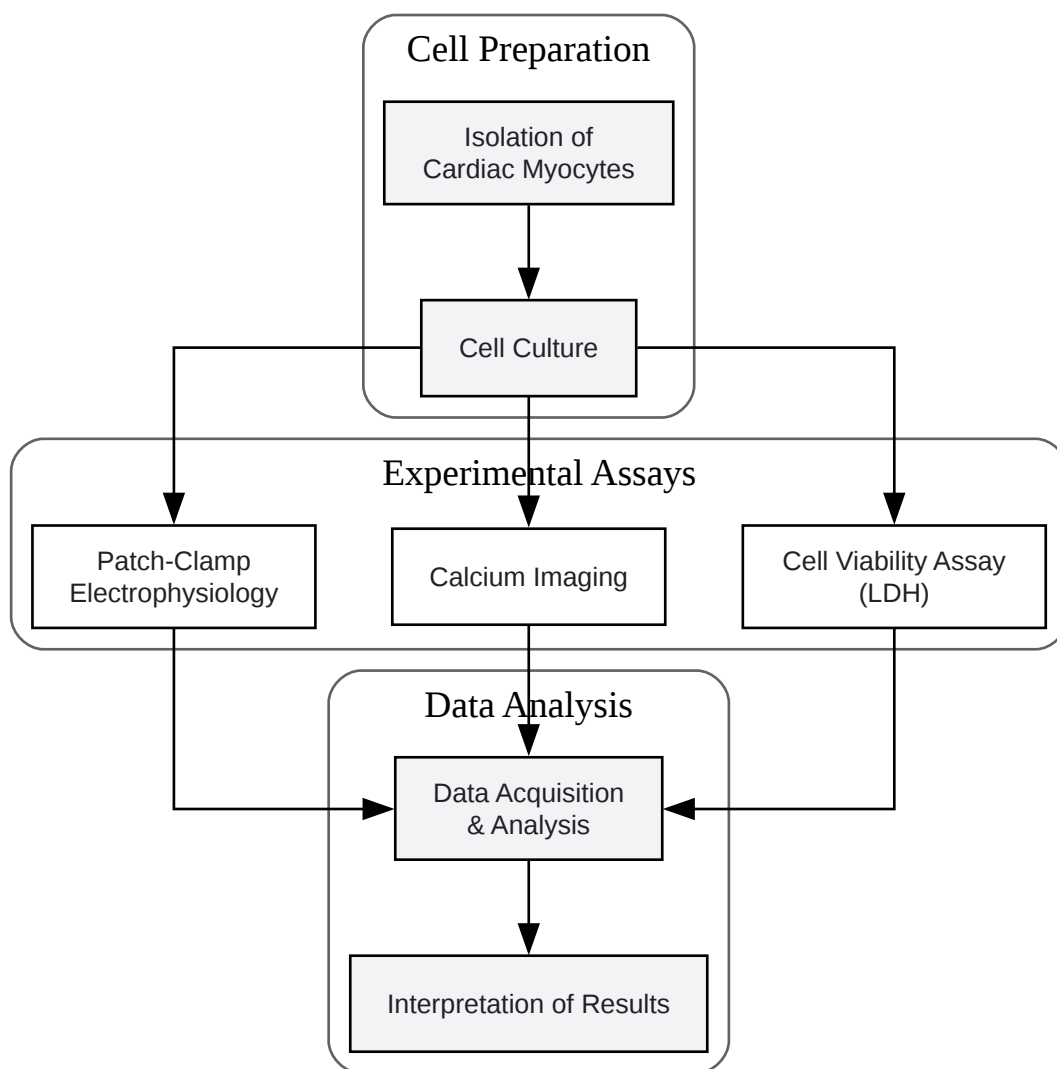 Cell Preparation
Isolation of
Cardiac Myocytes
Cell Culture
Experimental Assays
Patch-Clamp
Electrophysiology
Calcium Imaging
Cell Viability Assay
(LDH)
Data Analysis
Data Acquisition
& Analysis
Interpretation of Results